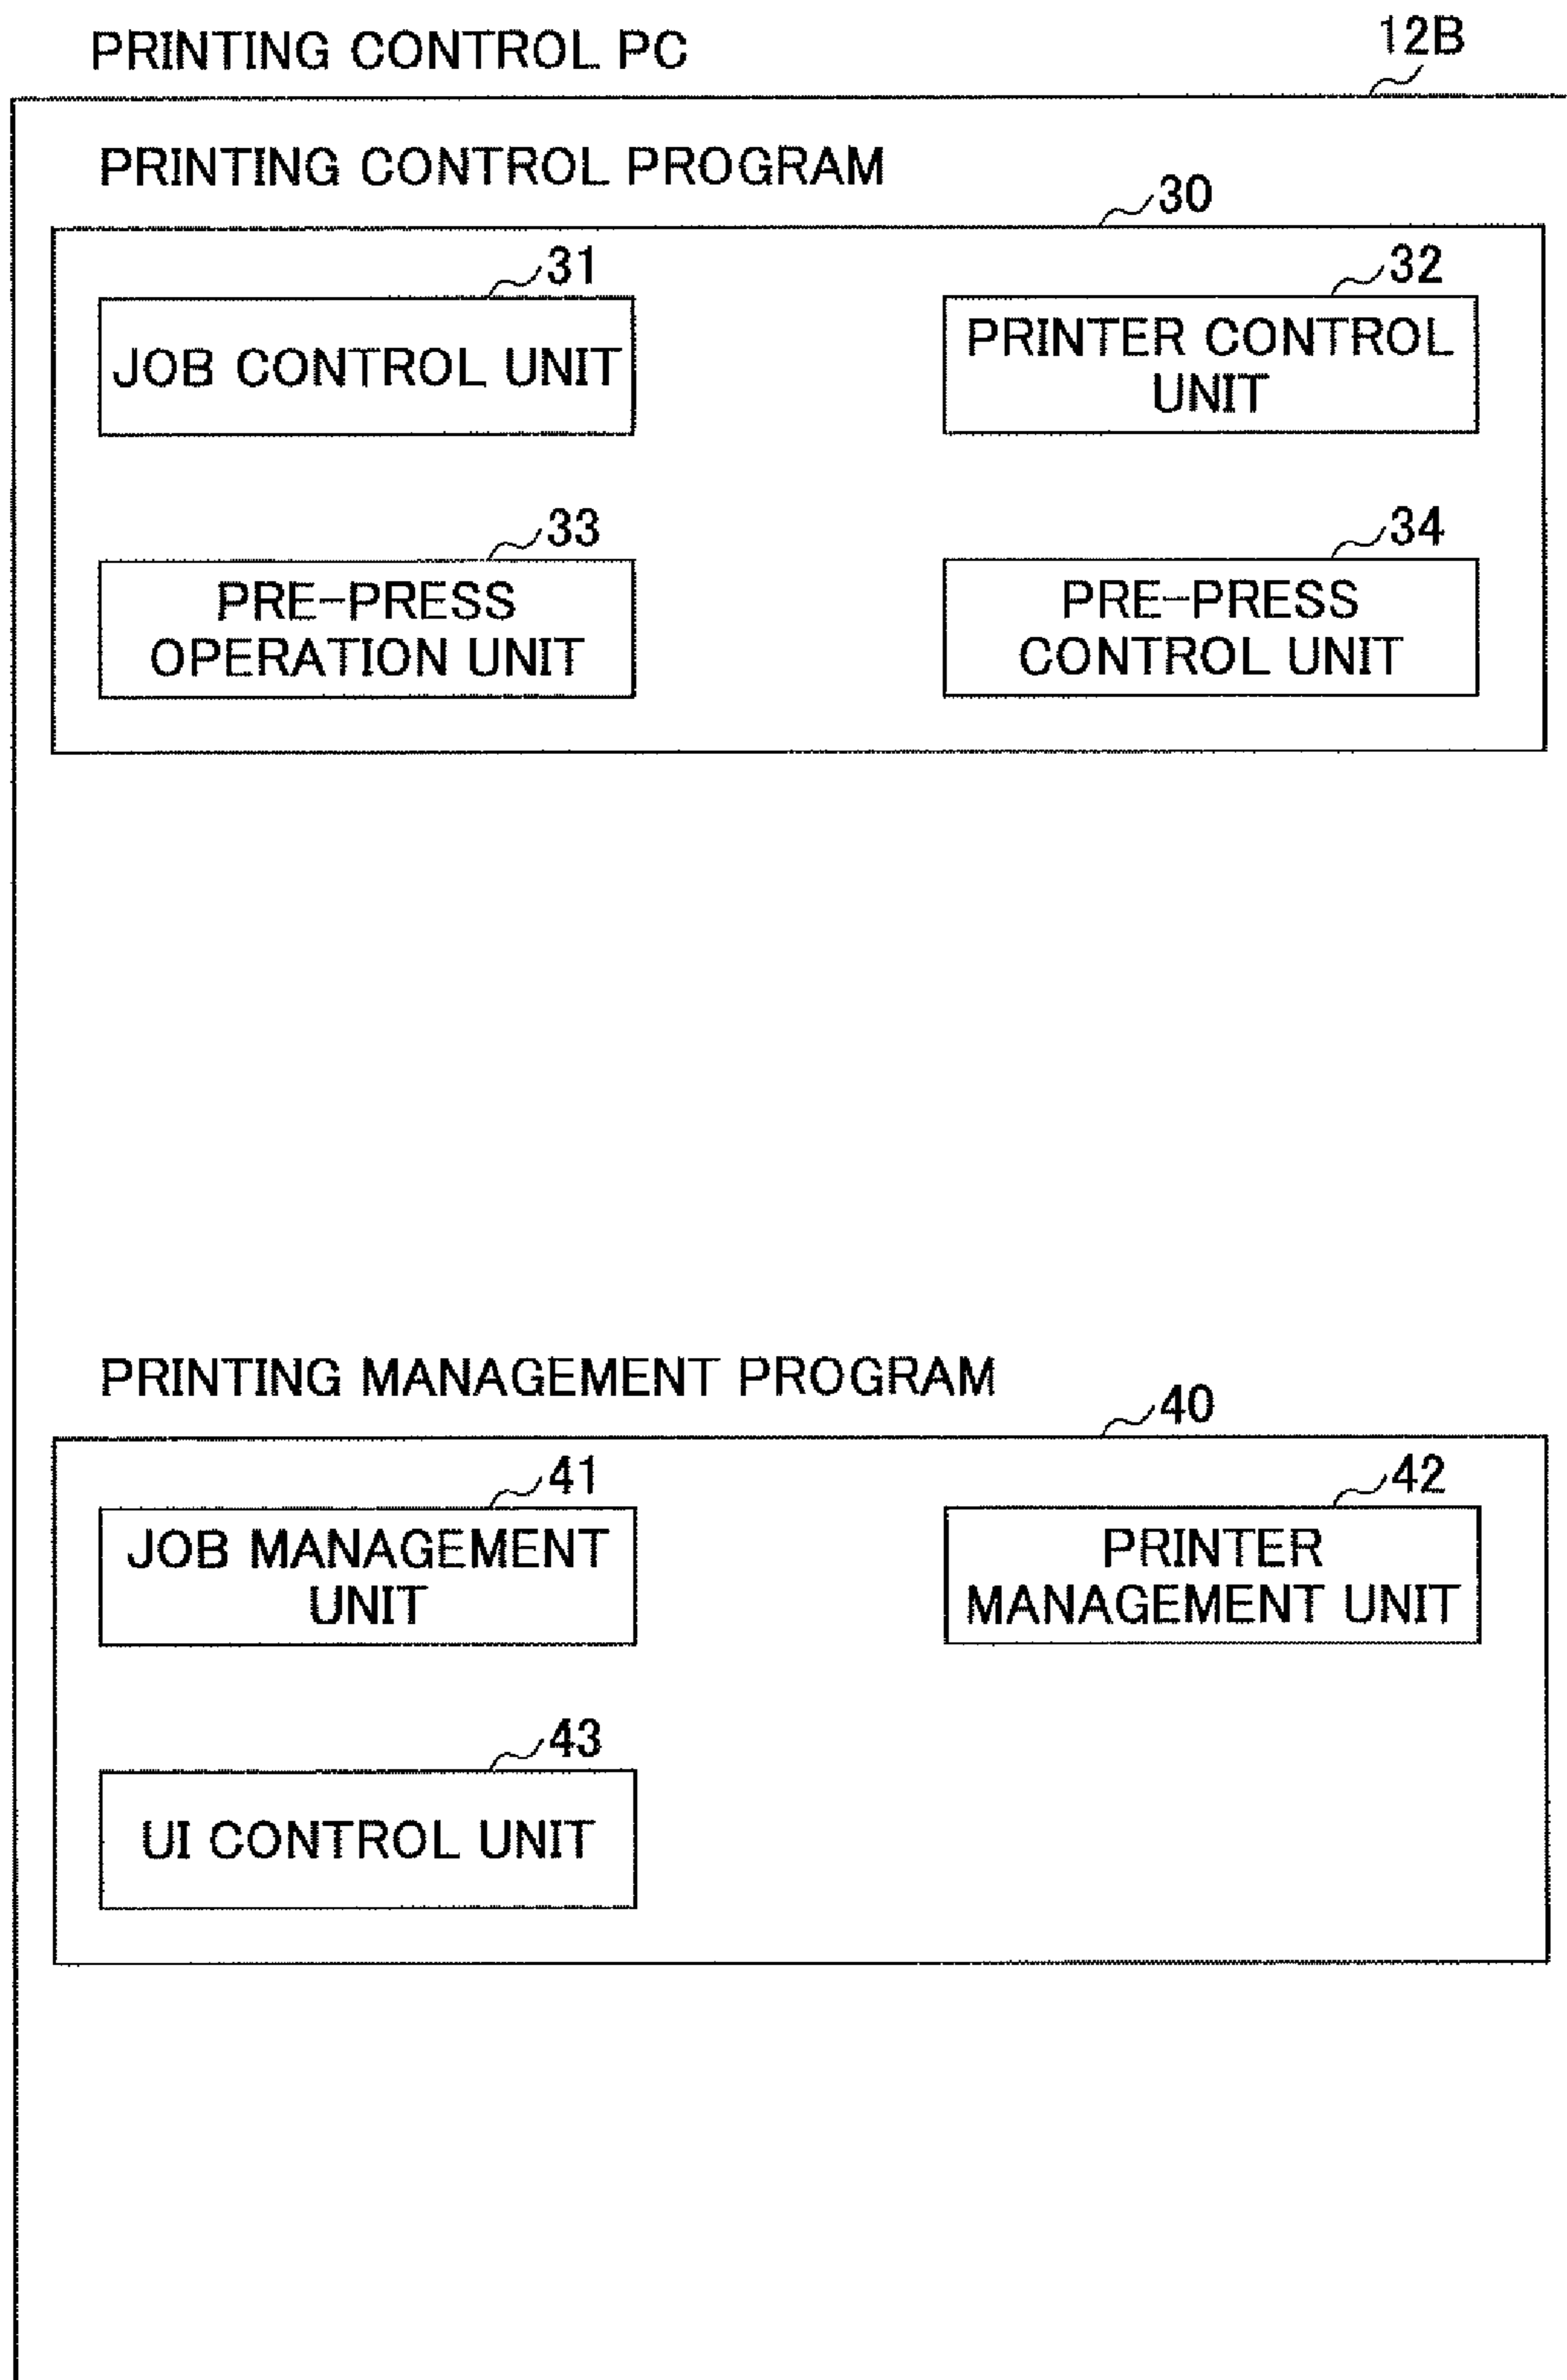 PRINTING CONTROL PC
12B
PRINTING CONTROL PROGRAM
30
31
JOB CONTROL UNIT
32
PRINTER CONTROL
UNIT
33
PRE-PRESS
OPERATION UNIT
34
PRE-PRESS
CONTROL UNIT
PRINTING MANAGEMENT PROGRAM
40
41
JOB MANAGEMENT
UNIT
42
PRINTER
MANAGEMENT UNIT
43
UI CONTROL UNIT